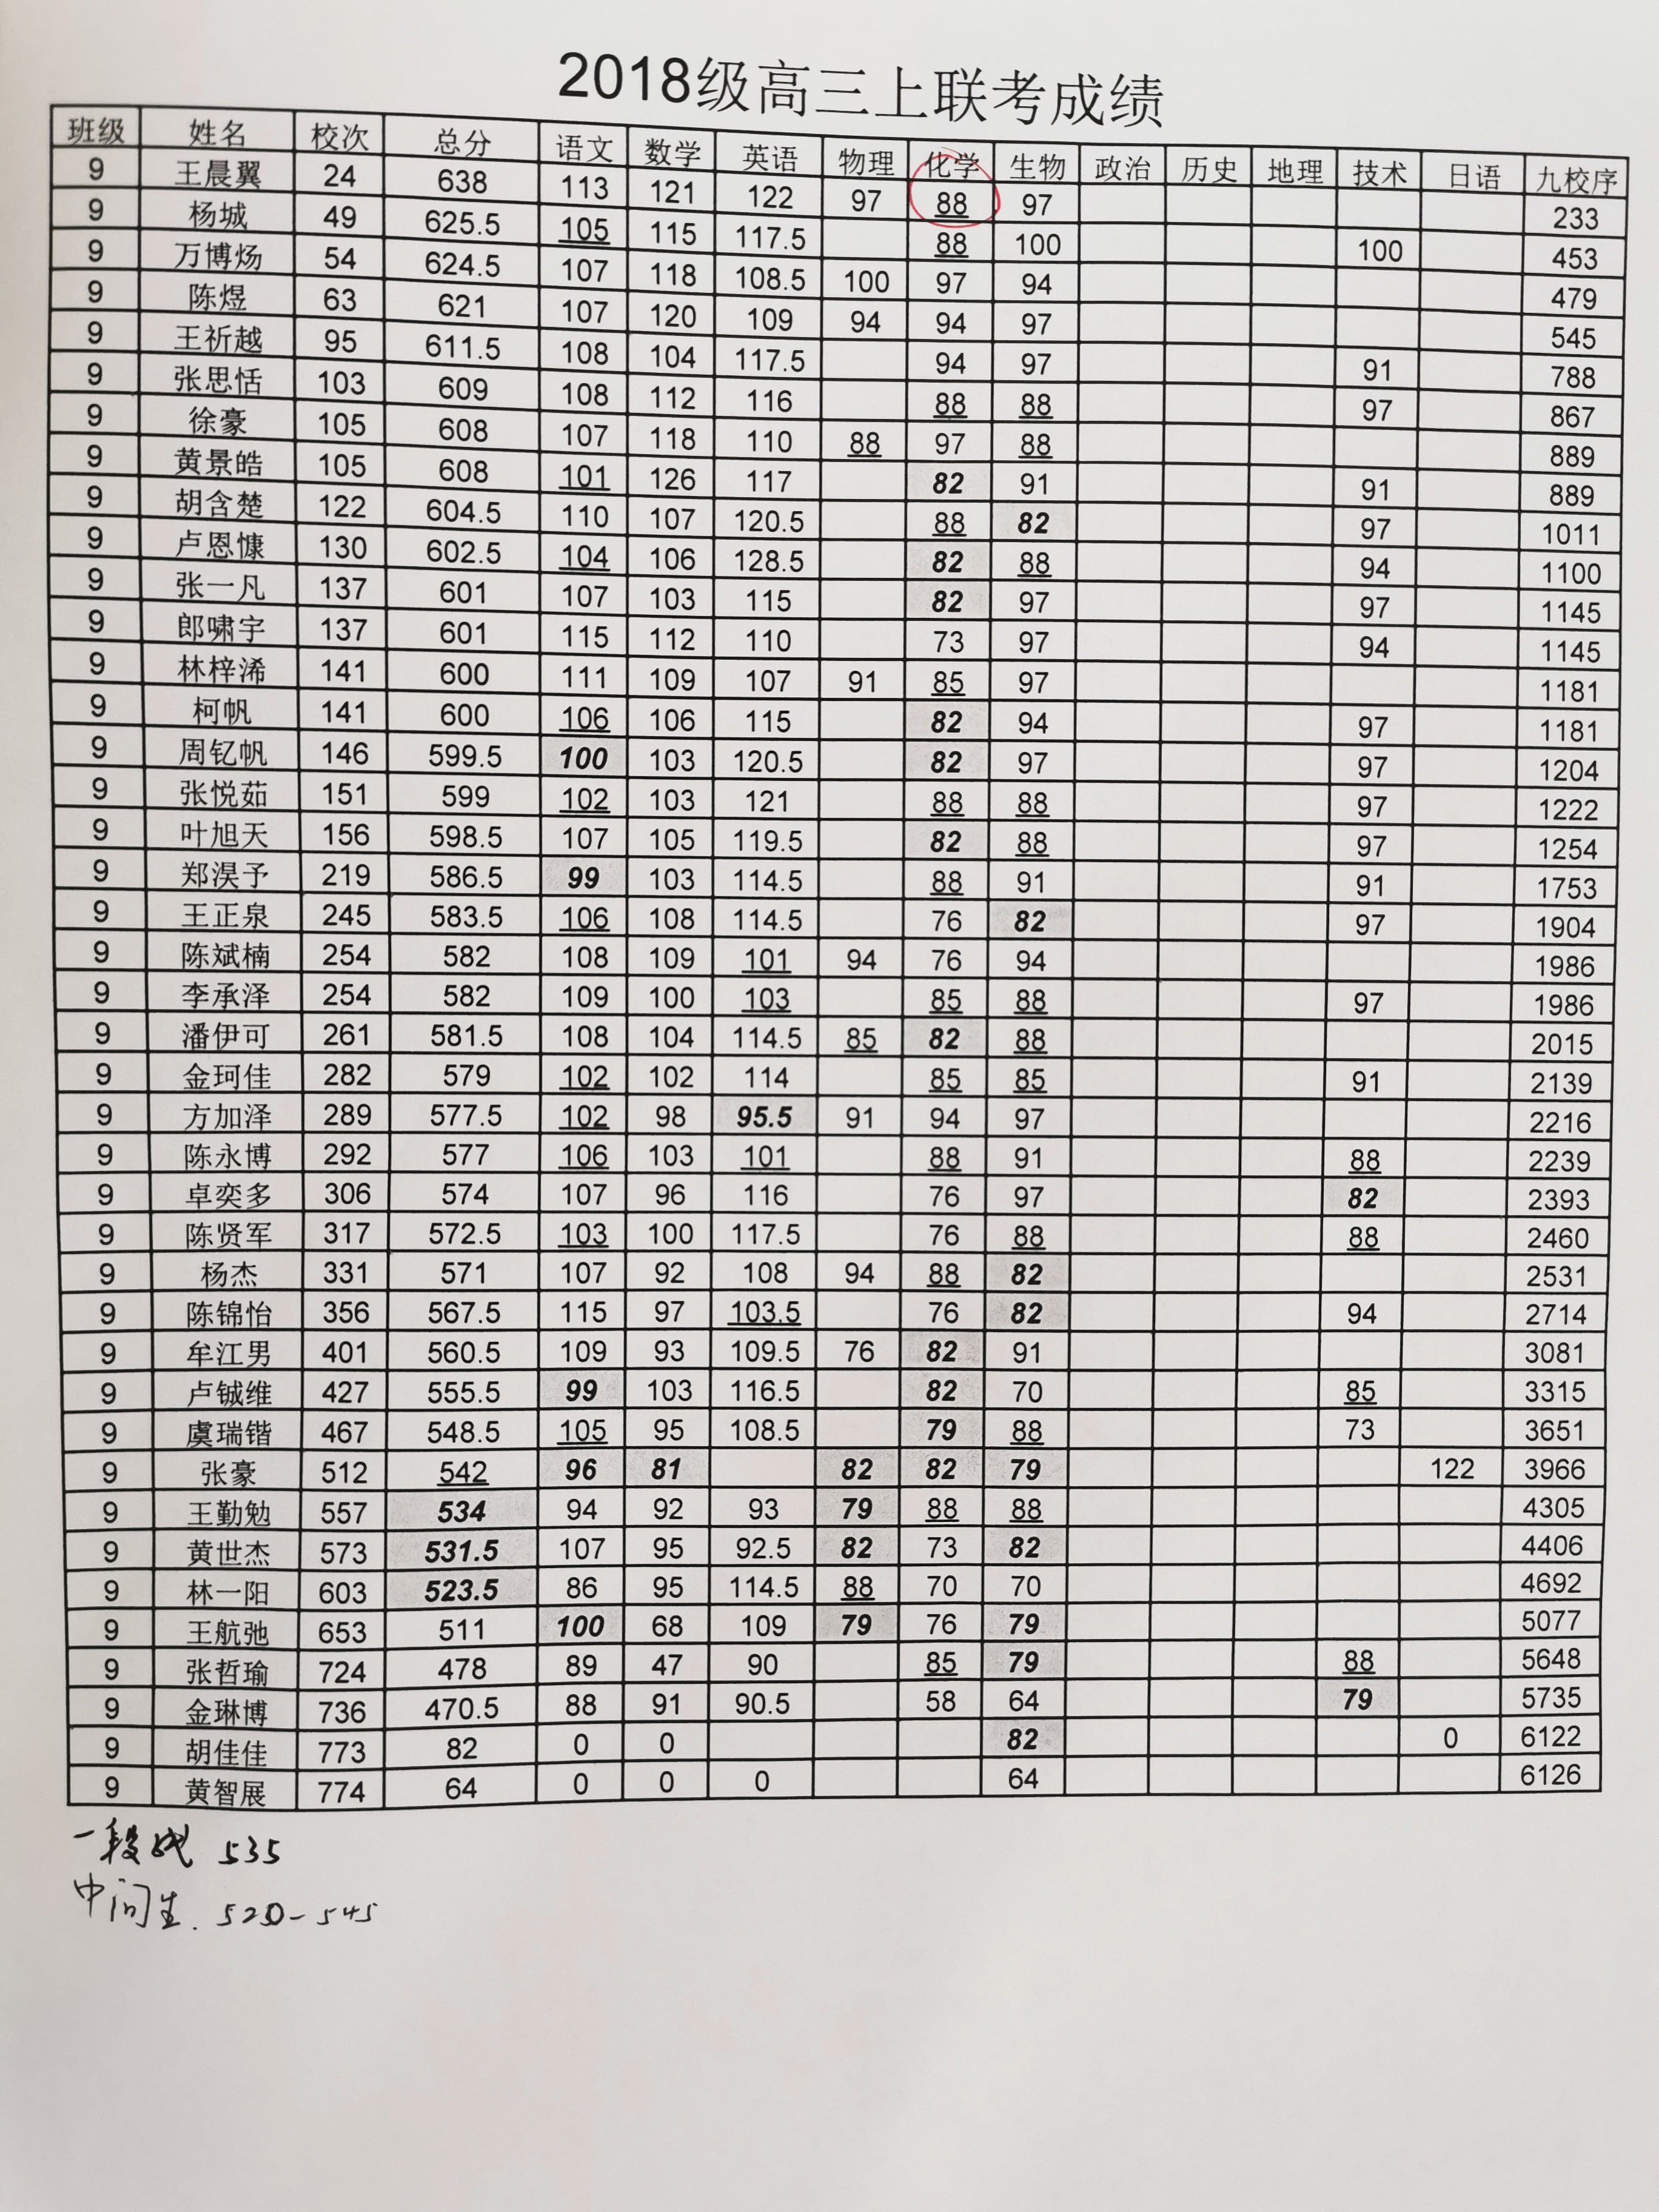 2018级高三上联考成绩
班级 姓名 校次 总分 语文 数学 英语 物理 化学 生物 政治 历史 地理 技术 日语 九校序
9 王晨翼 24 638 113 121 122 97 88 97 233
9 杨城 49 625.5 105 115 117.5 88 100 100 453
9 万博炀 54 624.5 107 118 108.5 100 97 94 479
9 陈煜 63 621 107 120 109 94 94 97 545
9 王祈越 95 611.5 108 104 117.5 94 97 91 788
9 张思恬 103 609 108 112 116 88 88 97 867
9 徐豪 105 608 107 118 110 88 97 88 889
9 黄景皓 105 608 101 126 117 82 91 91 889
9 胡含楚 122 604.5 110 107 120.5 88 82 97 1011
9 卢恩慷 130 602.5 104 106 128.5 82 88 94 1100
9 张一凡 137 601 107 103 115 82 97 97 1145
9 郎啸宇 137 601 115 112 110 73 97 94 1145
9 林梓浠 141 600 111 109 107 91 85 97 1181
9 柯帆 141 600 106 106 115 82 94 97 1181
9 周钇帆 146 599.5 100 103 120.5 82 97 97 1204
9 张悦茹 151 599 102 103 121 88 88 97 1222
9 叶旭天 156 598.5 107 105 119.5 82 88 97 1254
9 郑淏予 219 586.5 99 103 114.5 88 91 91 1753
9 王正泉 245 583.5 106 108 114.5 76 82 97 1904
9 陈斌楠 254 582 108 109 101 94 76 94 1986
9 李承泽 254 582 109 100 103 85 88 97 1986
9 潘伊可 261 581.5 108 104 114.5 85 82 88 2015
9 金珂佳 282 579 102 102 114 85 85 91 2139
9 方加泽 289 577.5 102 98 95.5 91 94 97 2216
9 陈永博 292 577 106 103 101 88 91 88 2239
9 卓奕多 306 574 107 96 116 76 97 82 2393
9 陈贤军 317 572.5 103 100 117.5 76 88 88 2460
9 杨杰 331 571 107 92 108 94 88 82 2531
9 陈锦怡 356 567.5 115 97 103.5 76 82 94 2714
9 牟江男 401 560.5 109 93 109.5 76 82 91 3081
9 卢铖维 427 555.5 99 103 116.5 82 70 85 3315
9 虞瑞锴 467 548.5 105 95 108.5 79 88 73 3651
9 张豪 512 542 96 81 82 82 79 122 3966
9 王勤勉 557 534 94 92 93 79 88 88 4305
9 黄世杰 573 531.5 107 95 92.5 82 73 82 4406
9 林一阳 603 523.5 86 95 114.5 88 70 70 4692
9 王航弛 653 511 100 68 109 79 76 79 5077
9 张哲瑜 724 478 89 47 90 85 79 88 5648
9 金琳博 736 470.5 88 91 90.5 58 64 79 5735
9 胡佳佳 773 82 0 0 82 0 6122
9 黄智展 774 64 0 0 0 64 6126
一段线 535
中间生. 520-545